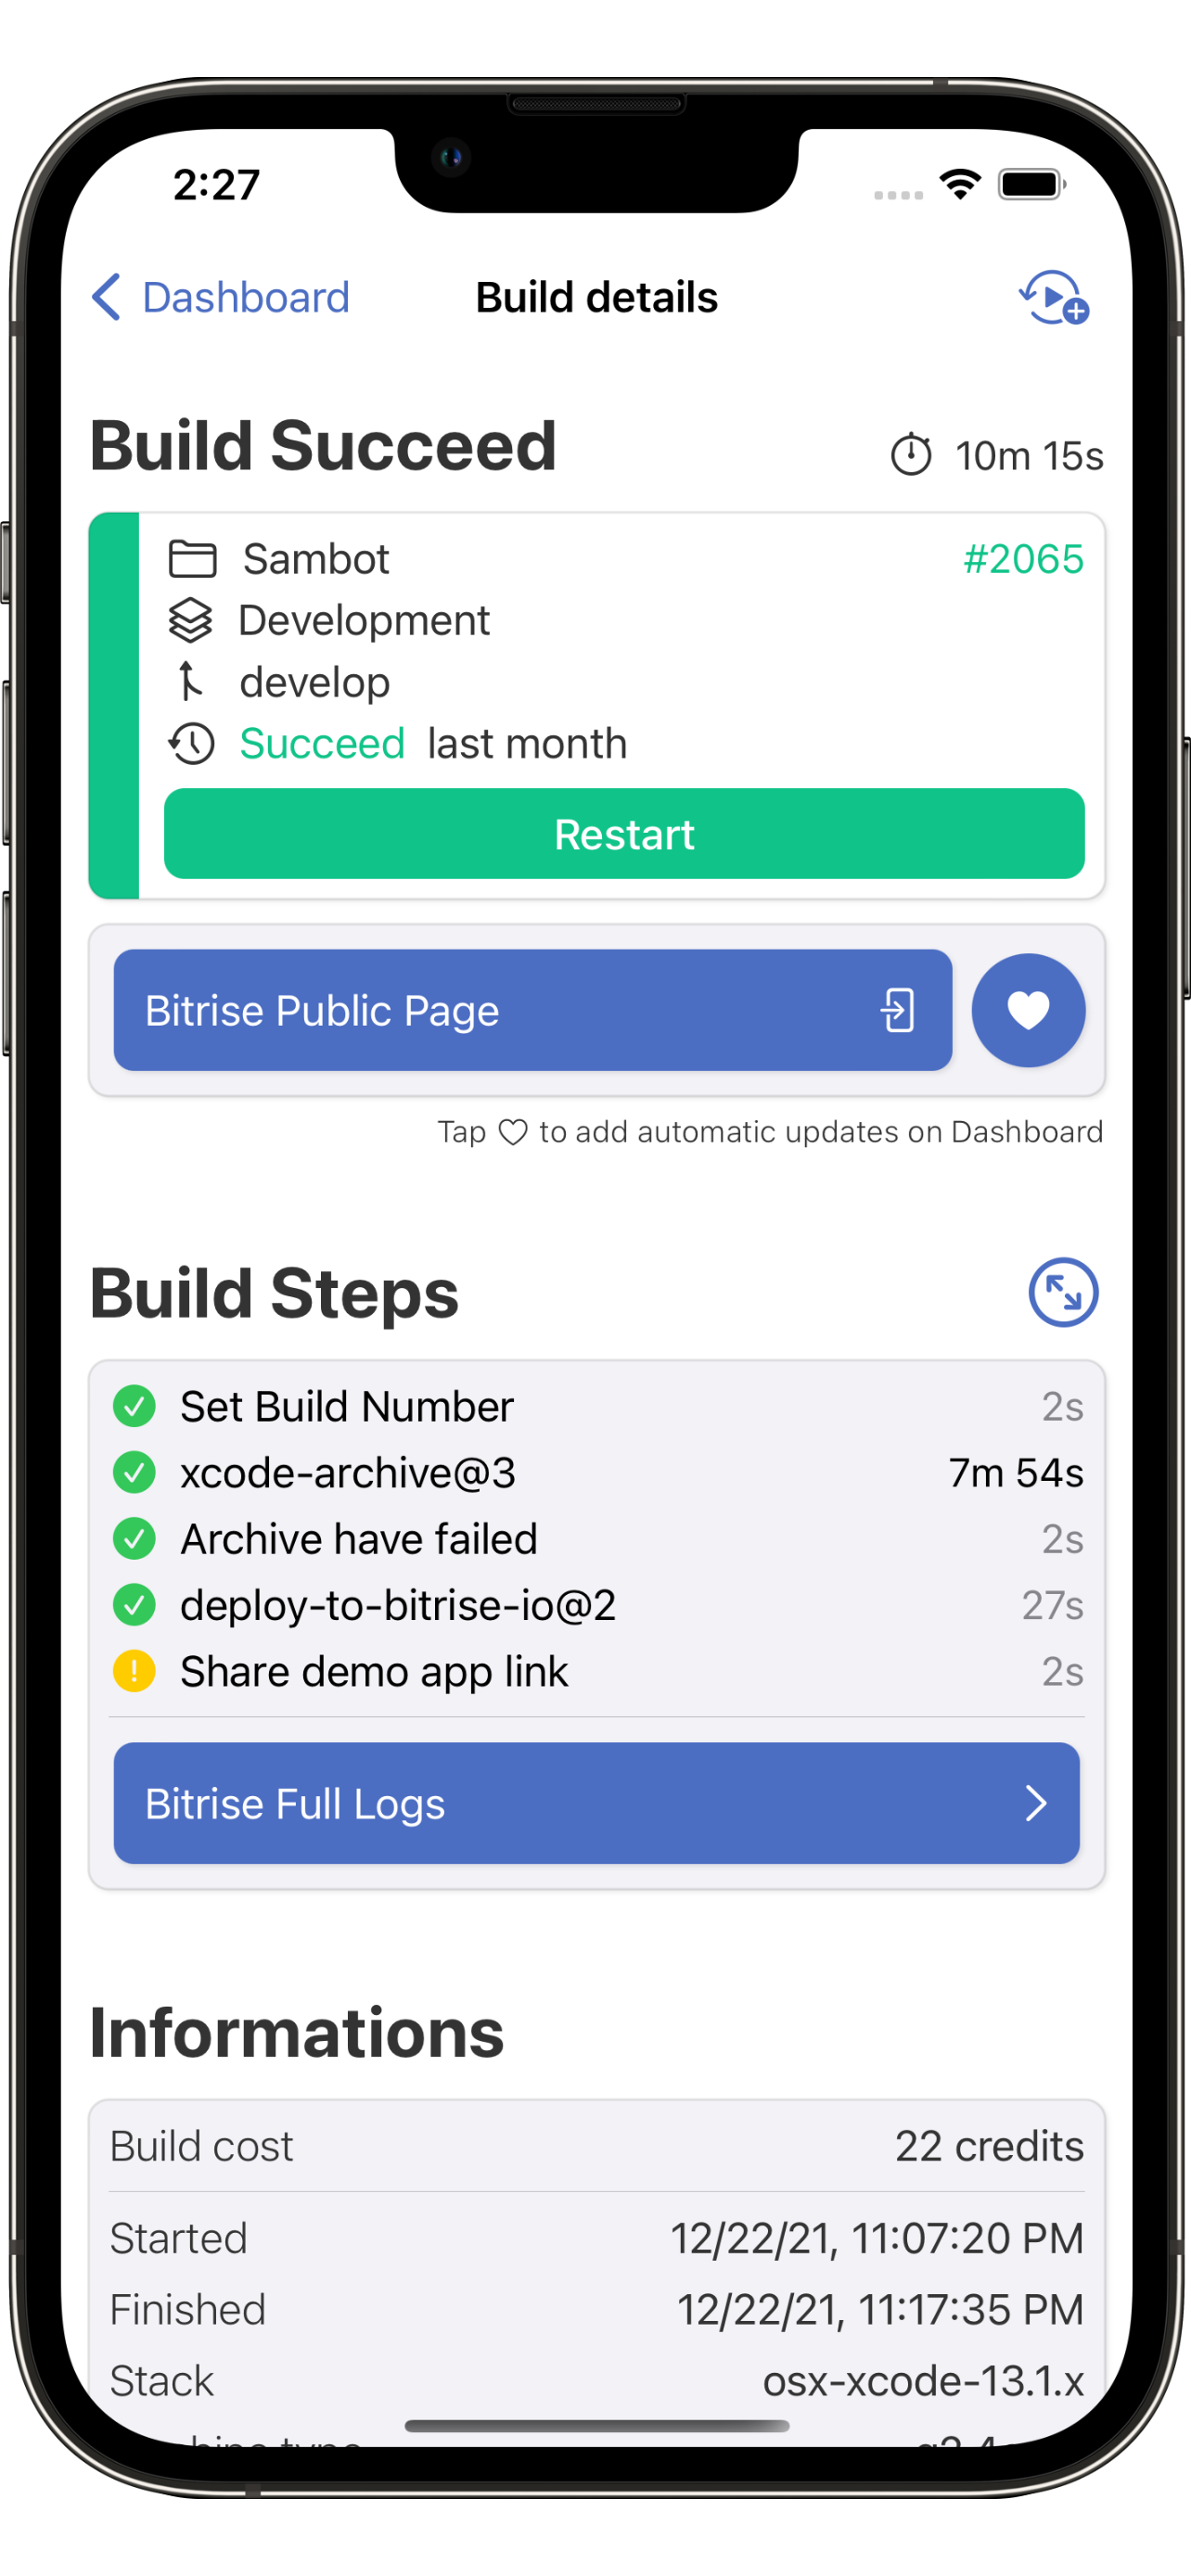 2:27
Dashboard Build details
Build Succeed 10m 15s
Sambot #2065
Development
develop
Succeed last month
Restart
Bitrise Public Page
Tap ♡ to add automatic updates on Dashboard
Build Steps
Set Build Number 2s
xcode-archive@3 7m 54s
Archive have failed 2s
deploy-to-bitrise-io@2 27s
Share demo app link 2s
Bitrise Full Logs
Informations
Build cost 22 credits
Started 12/22/21, 11:07:20 PM
Finished 12/22/21, 11:17:35 PM
Stack osx-xcode-13.1.x